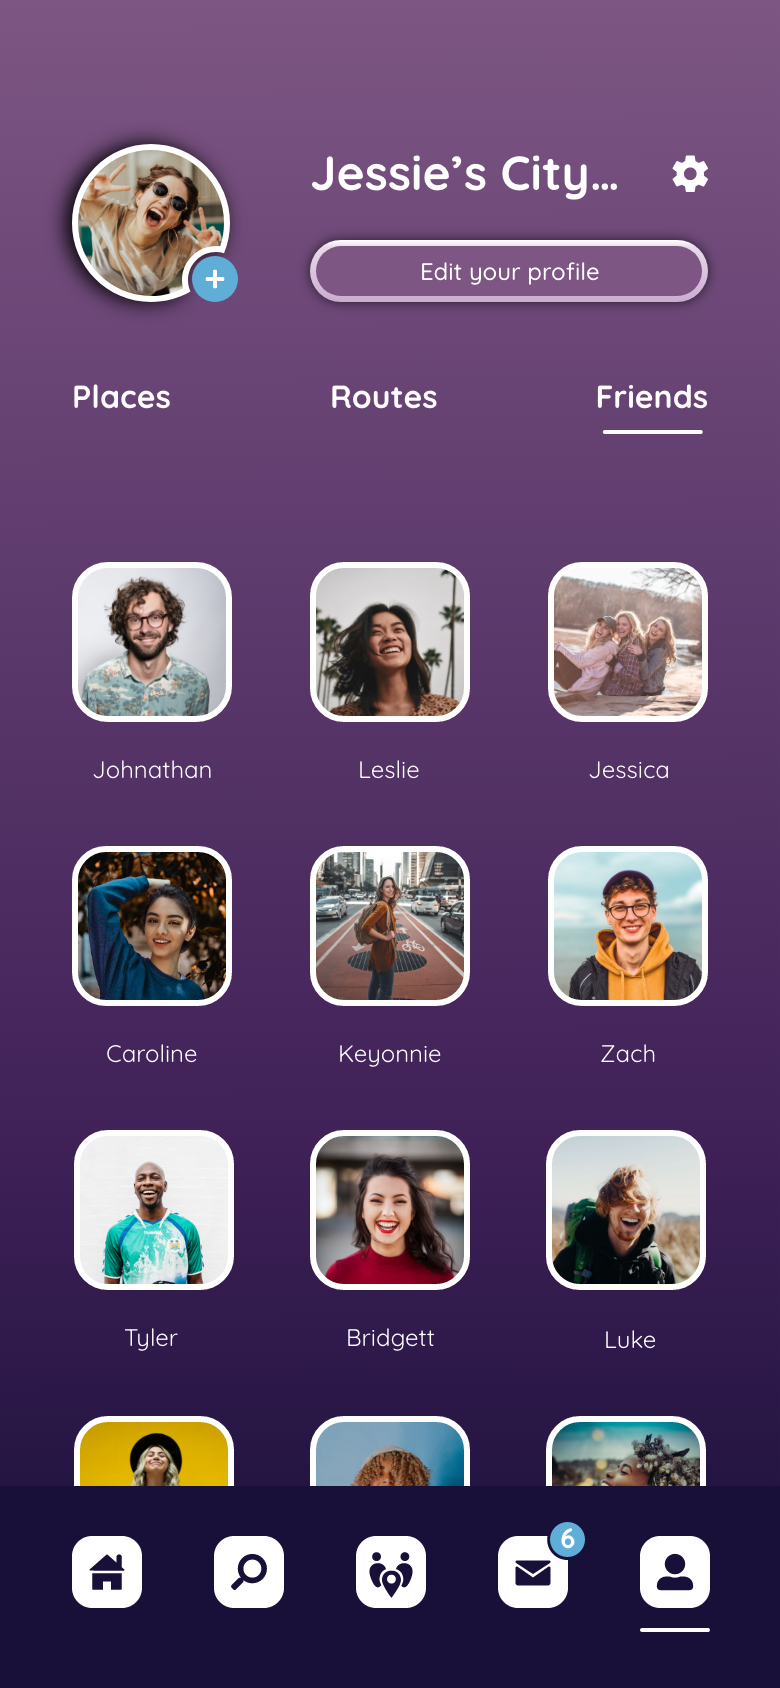 Jessie’s City...
Edit your profile
Places Routes Friends
Johnathan Leslie Jessica
Caroline Keyonnie Zach
Tyler Bridgett Luke
6